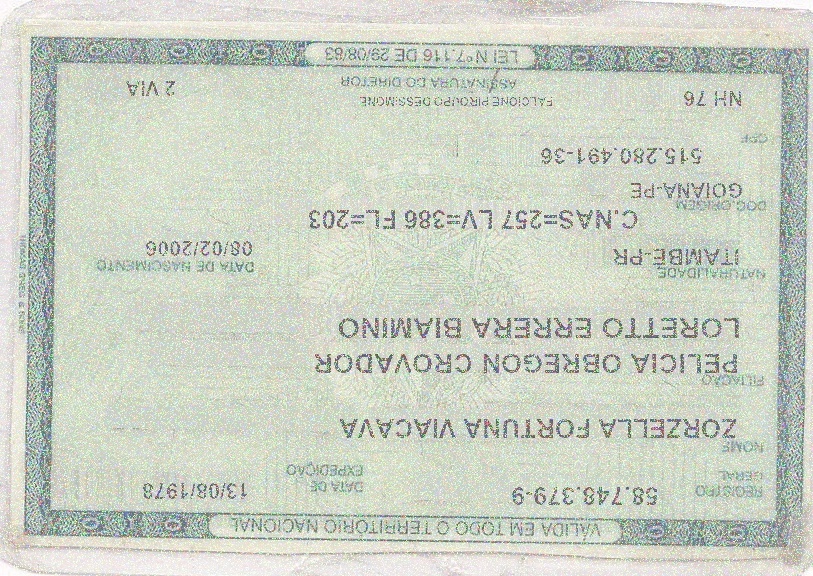 VÁLIDA EM TODO O TERRITÓRIO NACIONAL
REGISTRO GERAL 58.748.379-9 DATA DE EXPEDIÇÃO 13/08/1978
NOME
ZORZELLA FORTUNA VIACAVA
FILIAÇÃO
PELICIA OBREGON CROVADOR
LORETTO ERRERA BIAMINO
NATURALIDADE DATA DE NASCIMENTO
ITAMBE-PR 08/02/2006
DOC.ORIGEM C.NAS=257 LV=386 FL=203
GOIANA-PE
CPF
515.280.491-36
NH 76 FALCIONE PIROUPO DESSIMONE 2 VIA
ASSINATURA DO DIRETOR
LEI Nº 7.116 DE 29/08/83